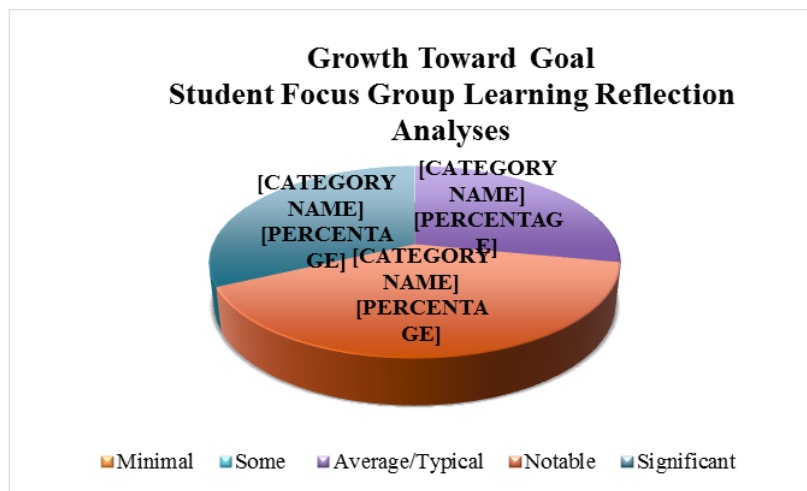 Growth Toward Goal
Student Focus Group Learning Reflection
Analyses
[CATEGORY
NAME]
[PERCENTA
GE]
[CATEGORY
NAME]
[PERCENTAG
E]
[CATEGORY
NAME]
[PERCENTA
GE]
Minimal Some Average/Typical Notable Significant